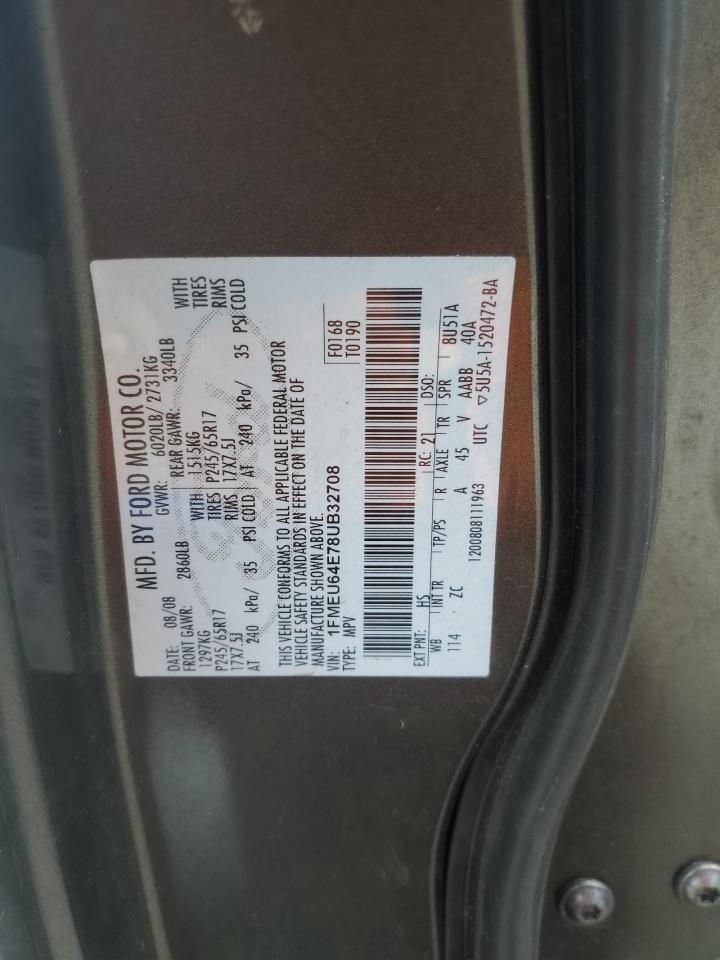 MFD. BY FORD MOTOR CO.
DATE: 08/08 GVWR: 6020LB/ 2731KG
FRONT GAWR: 2860LB REAR GAWR: 3340LB
1297KG WITH 1515KG WITH
P245/65R17 TIRES P245/65R17 TIRES
17X7.5J RIMS 17X7.5J RIMS
AT 240 kPa/ 35 PSI COLD AT 240 kPa/ 35 PSI COLD
THIS VEHICLE CONFORMS TO ALL APPLICABLE FEDERAL MOTOR
VEHICLE SAFETY STANDARDS IN EFFECT ON THE DATE OF
MANUFACTURE SHOWN ABOVE.
VIN: 1FMEU64E78UB32708 F0168
TYPE: MPV T0190
EXT PNT: HS RC: 21 DSO:
WB INT TR TP/PS R AXLE TR SPR 8U51A
114 ZC A 45 V AABB 40A
1200808111963 UTC ▽5U5A-1520472-BA